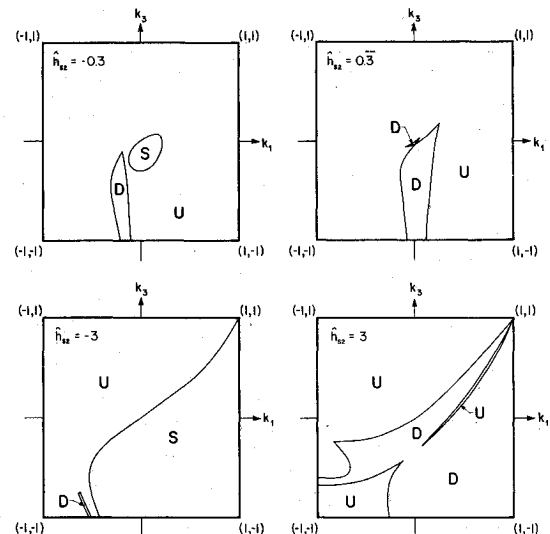 k₃
(-1,1) (1,1)
ĥₛ₂ = -0.3
k₁
S
D
U
(-1,-1) (1,-1)
k₃
(-1,1) (1,1)
ĥₛ₂ = 0.3̅3̅
D
k₁
U
D
(-1,-1) (1,-1)
k₃
(-1,1) (1,1)
ĥₛ₂ = -3
U
k₁
S
D
(-1,-1) (1,-1)
k₃
(-1,1) (1,1)
ĥₛ₂ = 3
U
k₁
U
D
D
U
(-1,-1) (1,-1)